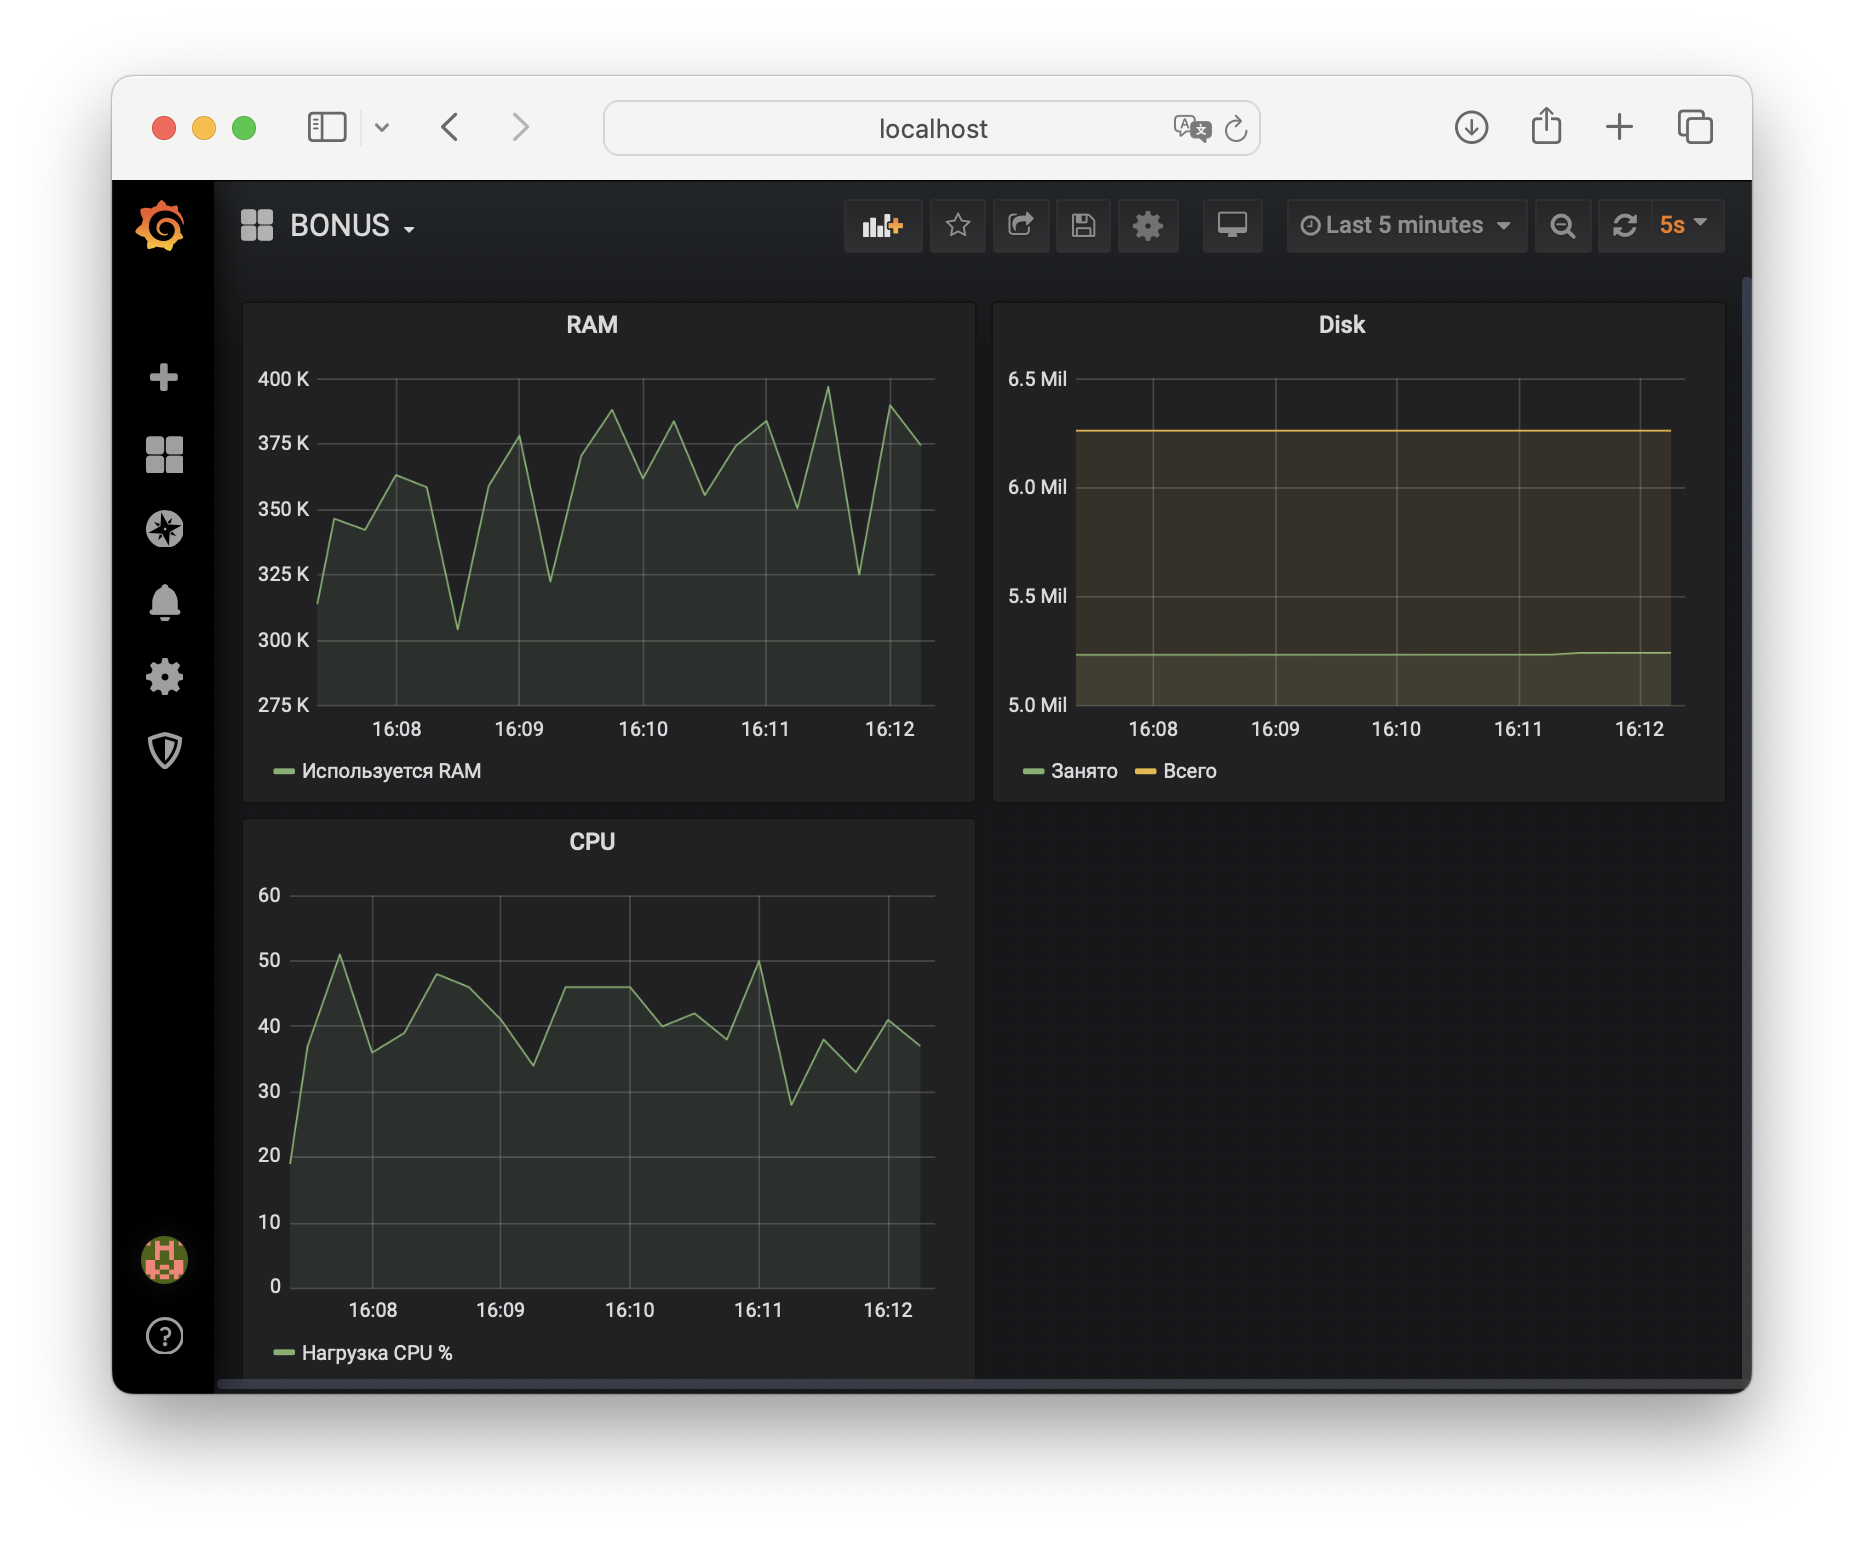 localhost
BONUS
Last 5 minutes
5s
RAM
400 K
375 K
350 K
325 K
300 K
275 K
16:08 16:09 16:10 16:11 16:12
Используется RAM
Disk
6.5 Mil
6.0 Mil
5.5 Mil
5.0 Mil
16:08 16:09 16:10 16:11 16:12
Занято Всего
CPU
60
50
40
30
20
10
0
16:08 16:09 16:10 16:11 16:12
Нагрузка CPU %